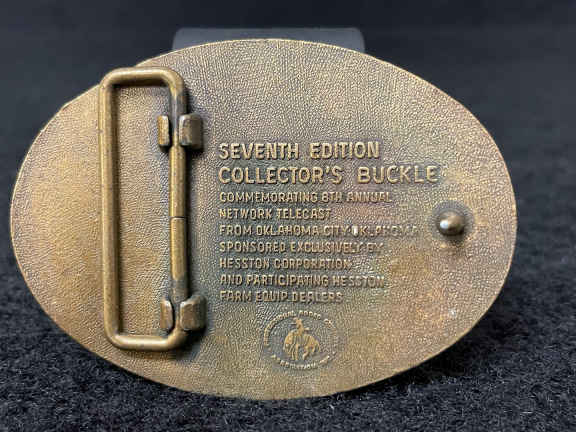 SEVENTH EDITION
COLLECTOR'S BUCKLE
COMMEMORATING 8TH ANNUAL
NETWORK TELECAST
FROM OKLAHOMA CITY OKLAHOMA
SPONSORED EXCLUSIVELY BY
HESSTON CORPORATION
AND PARTICIPATING HESSTON
FARM EQUIP. DEALERS
RODEO